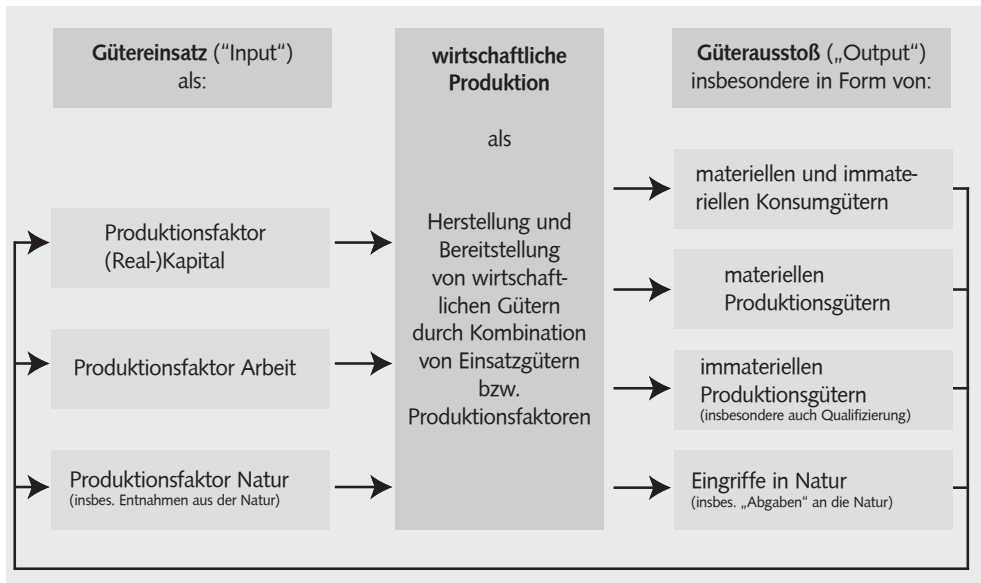 Gütereinsatz (“Input“)
als:
Produktionsfaktor
(Real-)Kapital
Produktionsfaktor Arbeit
Produktionsfaktor Natur
(insbes. Entnahmen aus der Natur)
wirtschaftliche
Produktion
als
Herstellung und
Bereitstellung
von wirtschaft-
lichen Gütern
durch Kombination
von Einsatzgütern
bzw.
Produktionsfaktoren
Güterausstoß („Output“)
insbesondere in Form von:
materiellen und immate-
riellen Konsumgütern
materiellen
Produktionsgütern
immateriellen
Produktionsgütern
(insbesondere auch Qualifizierung)
Eingriffe in Natur
(insbes. „Abgaben“ an die Natur)